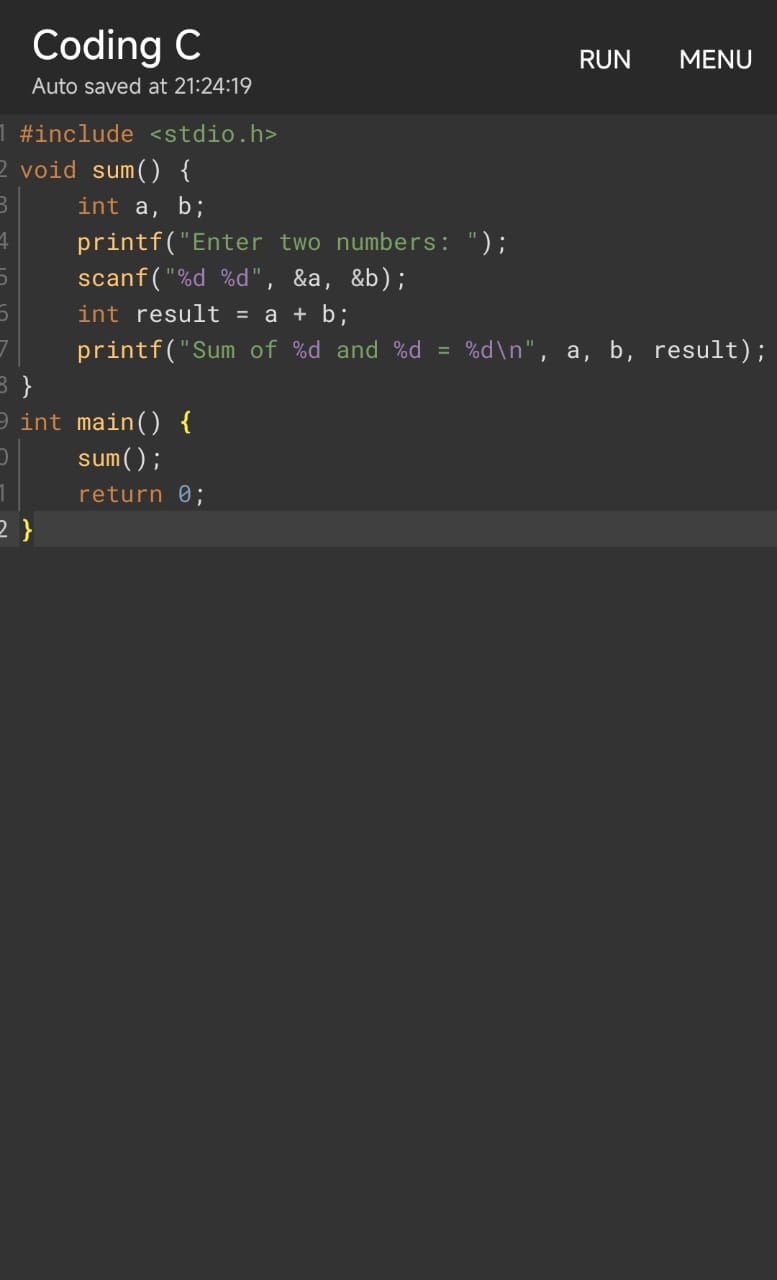 Coding C
Auto saved at 21:24:19
RUN MENU
1 #include <stdio.h>
2 void sum() {
3     int a, b;
4     printf("Enter two numbers: ");
5     scanf("%d %d", &a, &b);
6     int result = a + b;
7     printf("Sum of %d and %d = %d\n", a, b, result);
8 }
9 int main() {
0     sum();
1     return 0;
2 }